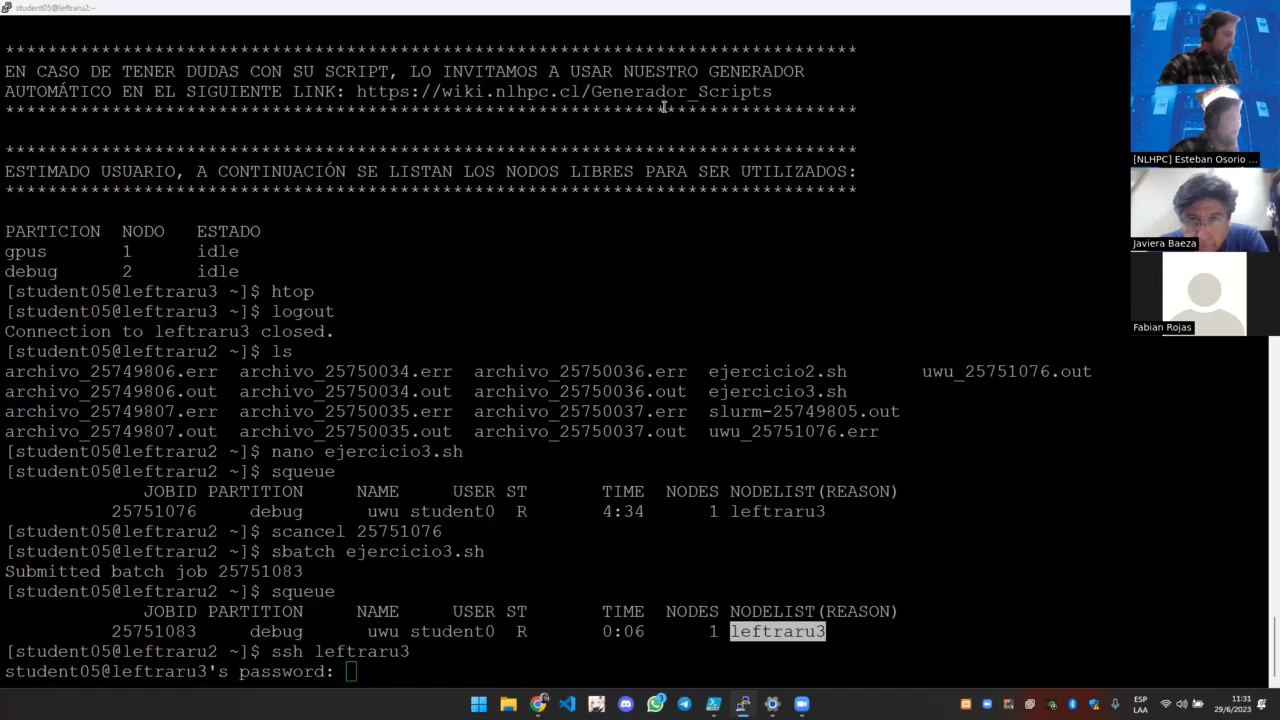 student05@leftraru2:~
********************************************************************************
EN CASO DE TENER DUDAS CON SU SCRIPT, LO INVITAMOS A USAR NUESTRO GENERADOR
AUTOMÁTICO EN EL SIGUIENTE LINK: https://wiki.nlhpc.cl/Generador_Scripts
********************************************************************************
********************************************************************************
ESTIMADO USUARIO, A CONTINUACIÓN SE LISTAN LOS NODOS LIBRES PARA SER UTILIZADOS:
********************************************************************************
PARTICION NODO ESTADO
gpus 1 idle
debug 2 idle
[student05@leftraru3 ~]$ htop
[student05@leftraru3 ~]$ logout
Connection to leftraru3 closed.
[student05@leftraru2 ~]$ ls
archivo_25749806.err archivo_25750034.err archivo_25750036.err ejercicio2.sh uwu_25751076.out
archivo_25749806.out archivo_25750034.out archivo_25750036.out ejercicio3.sh
archivo_25749807.err archivo_25750035.err archivo_25750037.err slurm-25749805.out
archivo_25749807.out archivo_25750035.out archivo_25750037.out uwu_25751076.err
[student05@leftraru2 ~]$ nano ejercicio3.sh
[student05@leftraru2 ~]$ squeue
JOBID PARTITION NAME USER ST TIME NODES NODELIST(REASON)
25751076 debug uwu student0 R 4:34 1 leftraru3
[student05@leftraru2 ~]$ scancel 25751076
[student05@leftraru2 ~]$ sbatch ejercicio3.sh
Submitted batch job 25751083
[student05@leftraru2 ~]$ squeue
JOBID PARTITION NAME USER ST TIME NODES NODELIST(REASON)
25751083 debug uwu student0 R 0:06 1 leftraru3
[student05@leftraru2 ~]$ ssh leftraru3
student05@leftraru3's password:
[NLHPC] Esteban Osorio ...
Javiera Baeza
Fabian Rojas
3
ESP
LAA
11:31
29/6/2023